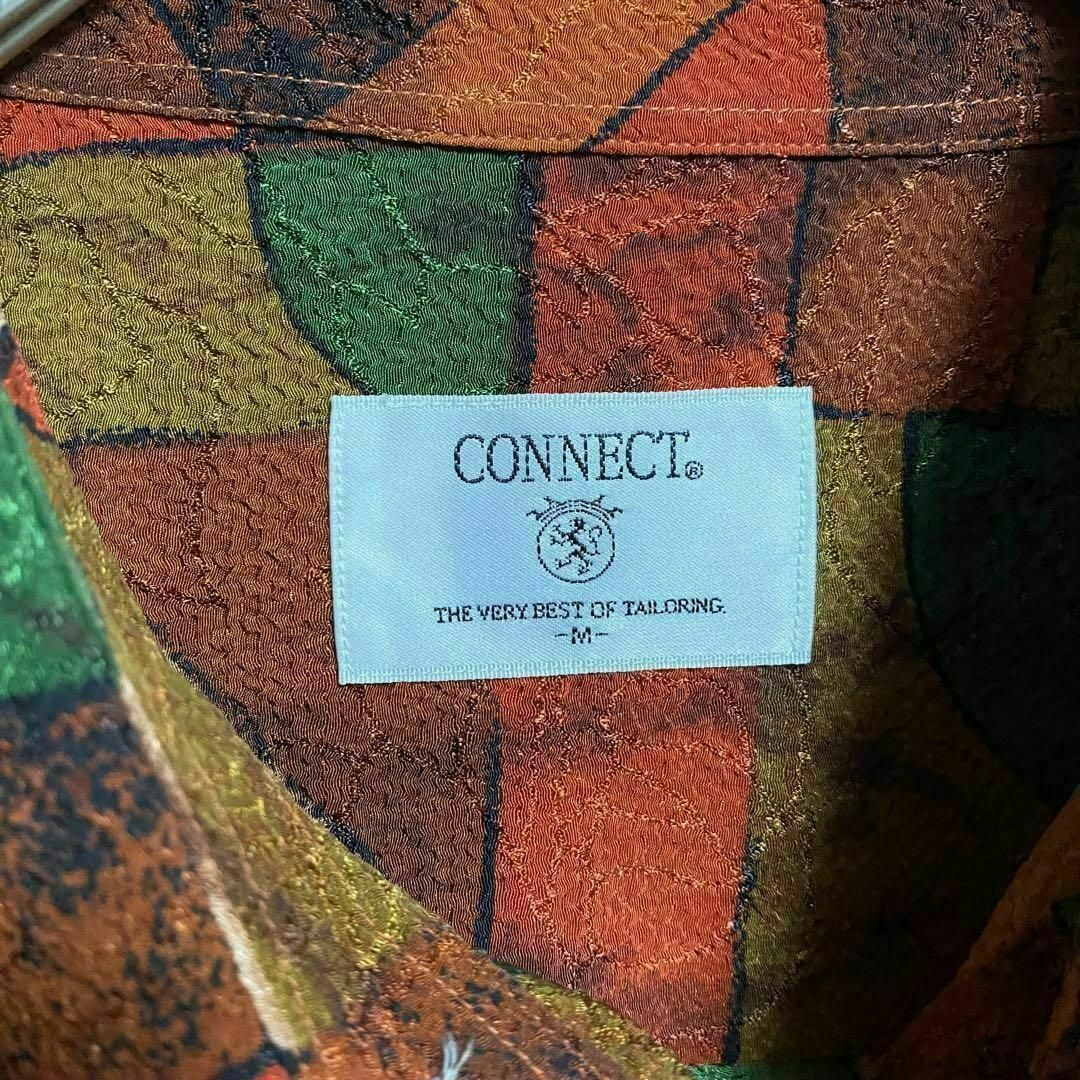 CONNECT®
THE VERY BEST OF TAILORING.
-M-